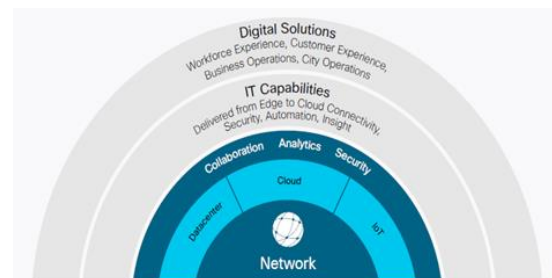 Digital Solutions
Workforce Experience, Customer Experience,
Business Operations, City Operations
IT Capabilities
Delivered from Edge to Cloud Connectivity,
Security, Automation, Insight
Collaboration Analytics Security
Datacenter Cloud IoT
Network